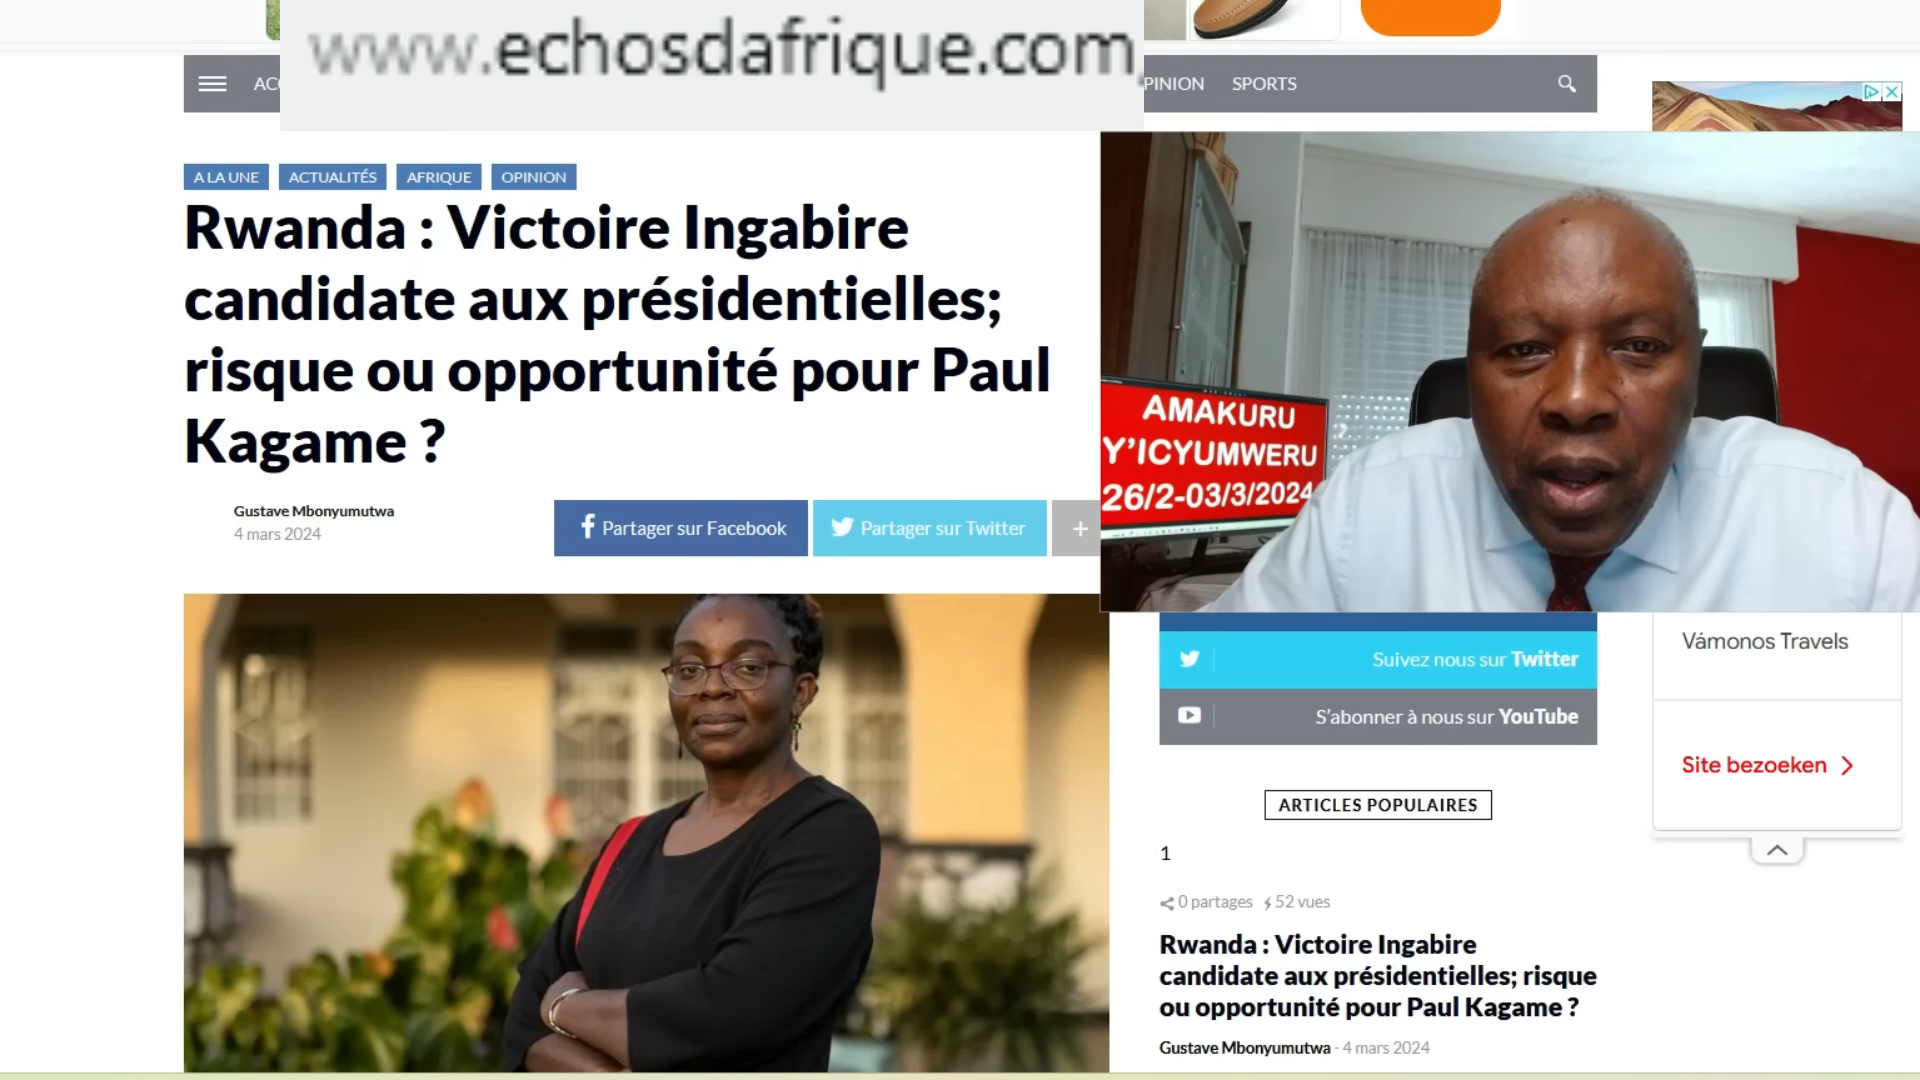 www.echosdafrique.com
PINION
SPORTS
A LA UNE
ACTUALITÉS
AFRIQUE
OPINION
Rwanda : Victoire Ingabire
candidate aux présidentielles;
risque ou opportunité pour Paul
Kagame ?
Gustave Mbonyumutwa
4 mars 2024
Partager sur Facebook
Partager sur Twitter
+
AMAKURU
Y'ICYUMWERU
26/2-03/3/2024
Suivez nous sur Twitter
S'abonner à nous sur YouTube
ARTICLES POPULAIRES
1
0 partages
52 vues
Rwanda : Victoire Ingabire
candidate aux présidentielles; risque
ou opportunité pour Paul Kagame ?
Gustave Mbonyumutwa - 4 mars 2024
Vámonos Travels
Site bezoeken